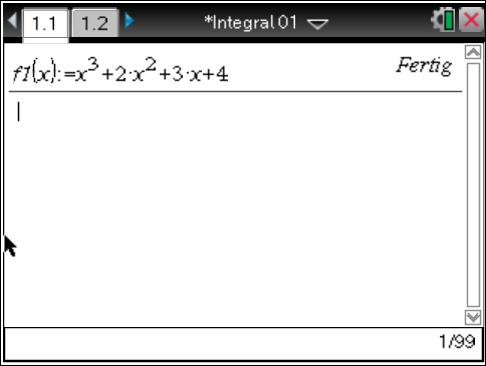 1.1 1.2 *Integral 01
f1(x):=x³+2·x²+3·x+4 Fertig
1/99